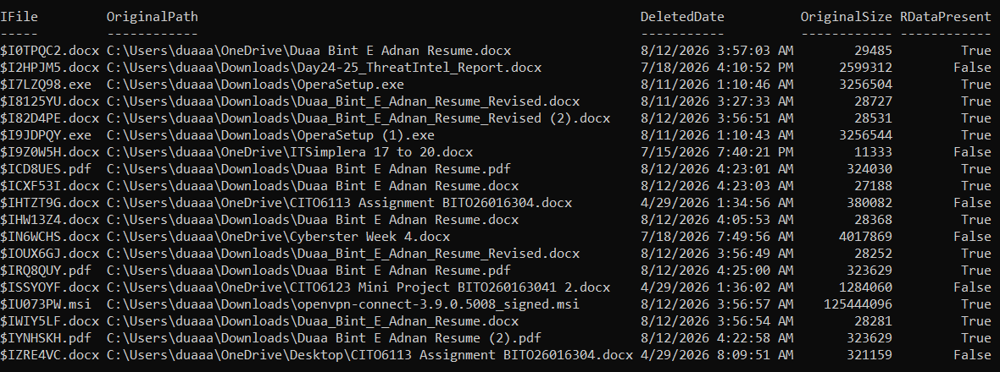 IFile OriginalPath DeletedDate OriginalSize RDataPresent
----- ------------ ----------- ------------ ------------
$I0TPQC2.docx C:\Users\duaaa\OneDrive\Duaa Bint E Adnan Resume.docx 8/12/2026 3:57:03 AM 29485 True
$I2HPJM5.docx C:\Users\duaaa\Downloads\Day24-25_ThreatIntel_Report.docx 7/18/2026 4:10:52 PM 2599312 False
$I7LZQ98.exe C:\Users\duaaa\Downloads\OperaSetup.exe 8/11/2026 1:10:46 AM 3256504 True
$I8125YU.docx C:\Users\duaaa\Downloads\Duaa_Bint_E_Adnan_Resume_Revised.docx 8/11/2026 3:27:33 AM 28727 True
$I82D4PE.docx C:\Users\duaaa\Downloads\Duaa_Bint_E_Adnan_Resume_Revised (2).docx 8/12/2026 3:56:51 AM 28531 True
$I9JDPQY.exe C:\Users\duaaa\Downloads\OperaSetup (1).exe 8/11/2026 1:10:43 AM 3256544 True
$I9Z0W5H.docx C:\Users\duaaa\OneDrive\ITSimplera 17 to 20.docx 7/15/2026 7:40:21 PM 11333 False
$ICD8UES.pdf C:\Users\duaaa\Downloads\Duaa Bint E Adnan Resume.pdf 8/12/2026 4:23:01 AM 324030 True
$ICXF53I.docx C:\Users\duaaa\Downloads\Duaa Bint E Adnan Resume.docx 8/12/2026 4:23:03 AM 27188 True
$IHTZT9G.docx C:\Users\duaaa\OneDrive\CITO6113 Assignment BITO26016304.docx 4/29/2026 1:34:56 AM 380082 False
$IHW13Z4.docx C:\Users\duaaa\Downloads\Duaa Bint E Adnan Resume.docx 8/12/2026 4:05:53 AM 28368 True
$IN6WCHS.docx C:\Users\duaaa\OneDrive\Cyberster Week 4.docx 7/18/2026 7:49:56 AM 4017869 False
$IOUX6GJ.docx C:\Users\duaaa\Downloads\Duaa_Bint_E_Adnan_Resume_Revised.docx 8/12/2026 3:56:49 AM 28252 True
$IRQ8QUY.pdf C:\Users\duaaa\Downloads\Duaa Bint E Adnan Resume.pdf 8/12/2026 4:25:00 AM 323629 True
$ISSYOYF.docx C:\Users\duaaa\OneDrive\CITO6123 Mini Project BITO260163041 2.docx 4/29/2026 1:36:02 AM 1284060 False
$IU073PW.msi C:\Users\duaaa\Downloads\openvpn-connect-3.9.0.5008_signed.msi 8/12/2026 3:56:57 AM 125444096 True
$IWIY5LF.docx C:\Users\duaaa\Downloads\Duaa_Bint_E_Adnan_Resume.docx 8/12/2026 3:56:54 AM 28281 True
$IYNHSKH.pdf C:\Users\duaaa\Downloads\Duaa Bint E Adnan Resume (2).pdf 8/12/2026 4:22:58 AM 323629 True
$IZRE4VC.docx C:\Users\duaaa\OneDrive\Desktop\CITO6113 Assignment BITO26016304.docx 4/29/2026 8:09:51 AM 321159 False